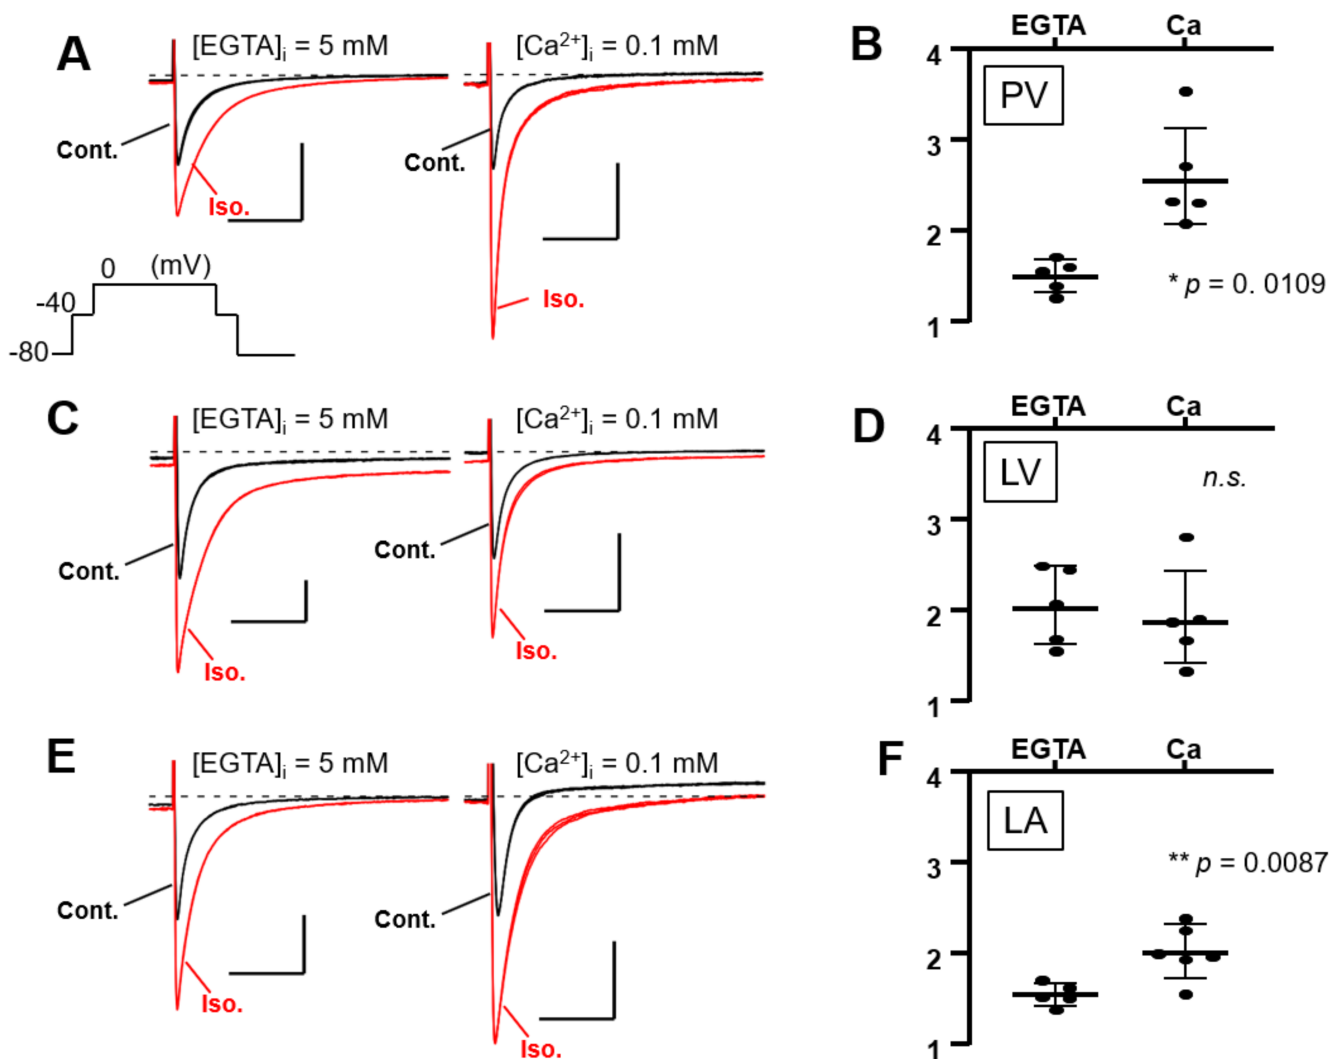 A
[EGTA]i = 5 mM
[Ca2+]i = 0.1 mM
Cont.
Iso.
Cont.
Iso.
0 (mV)
-40
-80
B
EGTA Ca
4
PV
3
2
* p = 0. 0109
1
C
[EGTA]i = 5 mM
[Ca2+]i = 0.1 mM
Cont.
Iso.
Cont.
Iso.
D
EGTA Ca
4
LV
n.s.
3
2
1
E
[EGTA]i = 5 mM
[Ca2+]i = 0.1 mM
Cont.
Iso.
Cont.
Iso.
F
EGTA Ca
4
LA
3
** p = 0.0087
2
1